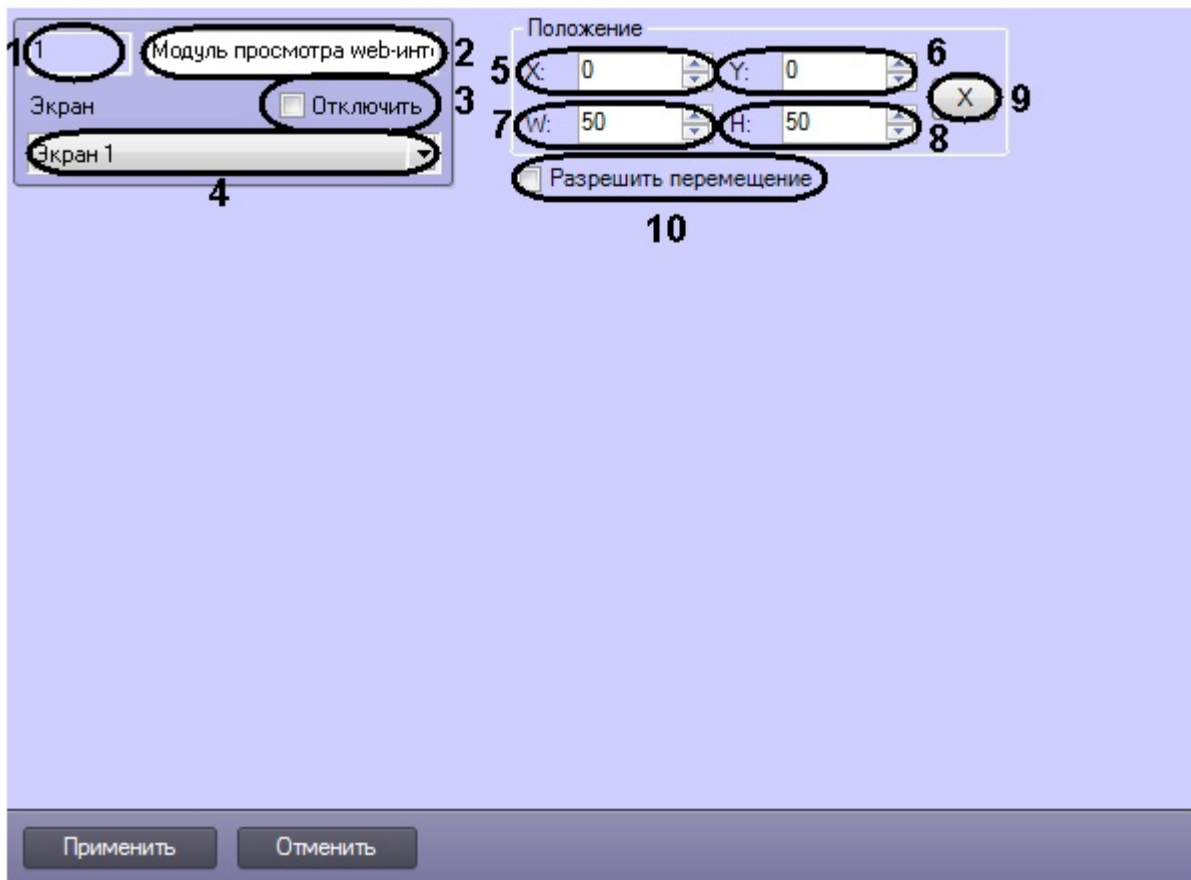 1
1
Модуль просмотра web-инт
2
Экран
Отключить
3
Экран 1
4
Положение
5
X: 0
Y: 0
6
7
W: 50
H: 50
8
X
9
Разрешить перемещение
10
Применить
Отменить